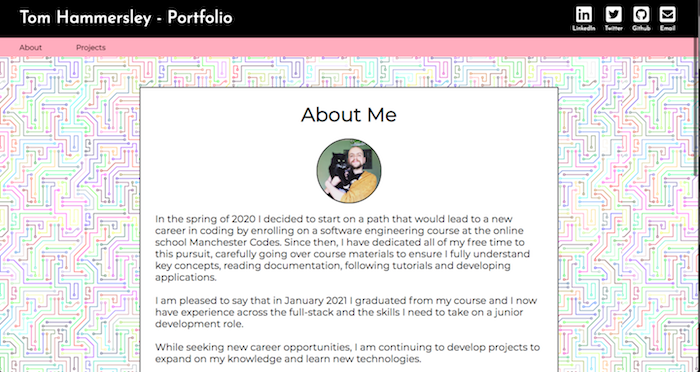 Tom Hammersley - Portfolio
LinkedIn Twitter Github Email
About Projects
About Me
In the spring of 2020 I decided to start on a path that would lead to a new
career in coding by enrolling on a software engineering course at the online
school Manchester Codes. Since then, I have dedicated all of my free time to
this pursuit, carefully going over course materials to ensure I fully understand
key concepts, reading documentation, following tutorials and developing
applications.
I am pleased to say that in January 2021 I graduated from my course and I now
have experience across the full-stack and the skills I need to take on a junior
development role.
While seeking new career opportunities, I am continuing to develop projects to
expand on my knowledge and learn new technologies.